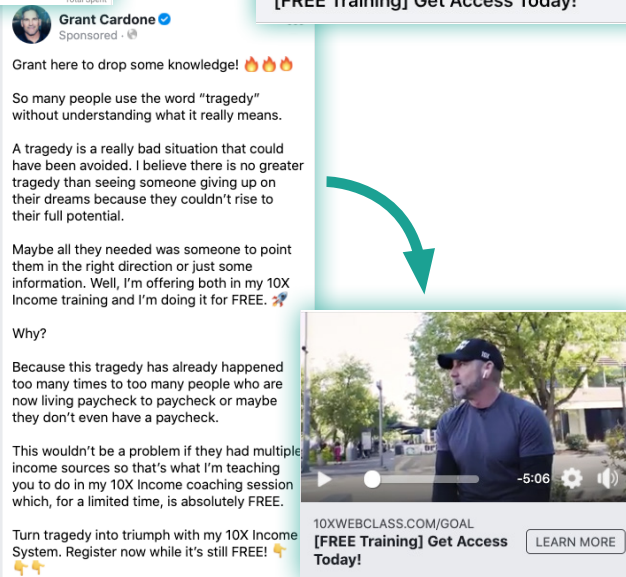 Total Spent
[FREE Training] Get Access Today!
Grant Cardone
Sponsored ·
Grant here to drop some knowledge! 🔥🔥🔥
So many people use the word “tragedy”
without understanding what it really means.
A tragedy is a really bad situation that could
have been avoided. I believe there is no greater
tragedy than seeing someone giving up on
their dreams because they couldn’t rise to
their full potential.
Maybe all they needed was someone to point
them in the right direction or just some
information. Well, I’m offering both in my 10X
Income training and I’m doing it for FREE. 🚀
Why?
Because this tragedy has already happened
too many times to too many people who are
now living paycheck to paycheck or maybe
they don’t even have a paycheck.
This wouldn’t be a problem if they had multiple
income sources so that’s what I’m teaching
you to do in my 10X Income coaching session
which, for a limited time, is absolutely FREE.
Turn tragedy into triumph with my 10X Income
System. Register now while it’s still FREE! 👇
👇👇
-5:06
10XWEBCLASS.COM/GOAL
[FREE Training] Get Access
Today!
LEARN MORE